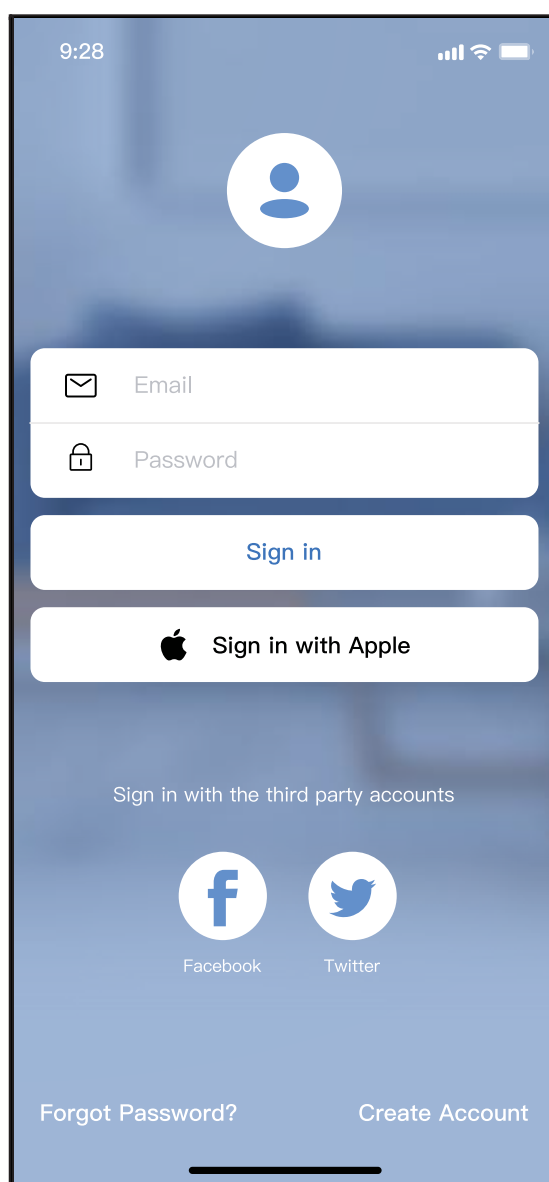 9:28
Email
Password
Sign in
Sign in with Apple
Sign in with the third party accounts
Facebook Twitter
Forgot Password? Create Account